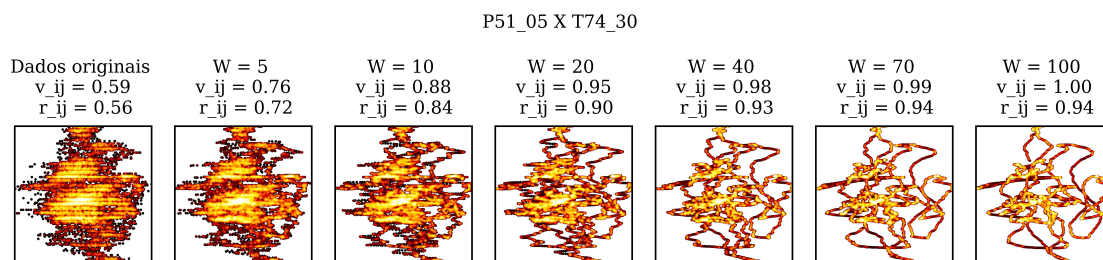 P51_05 X T74_30
Dados originais
v_ij = 0.59
r_ij = 0.56
W = 5
v_ij = 0.76
r_ij = 0.72
W = 10
v_ij = 0.88
r_ij = 0.84
W = 20
v_ij = 0.95
r_ij = 0.90
W = 40
v_ij = 0.98
r_ij = 0.93
W = 70
v_ij = 0.99
r_ij = 0.94
W = 100
v_ij = 1.00
r_ij = 0.94